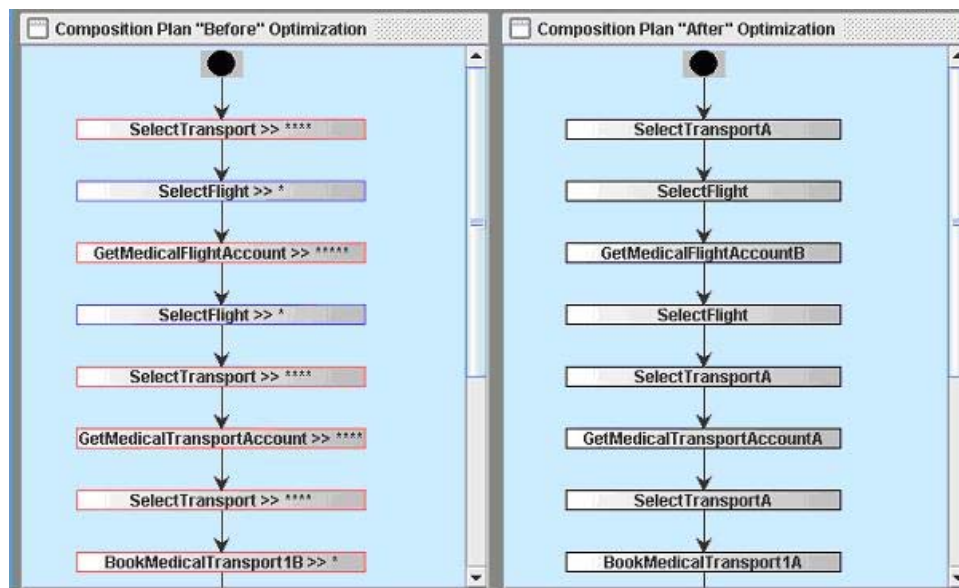 Composition Plan "Before" Optimization
SelectTransport >> ****
SelectFlight >> *
GetMedicalFlightAccount >> *****
SelectFlight >> *
SelectTransport >> ****
GetMedicalTransportAccount >> ****
SelectTransport >> ****
BookMedicalTransport1B >> *
Composition Plan "After" Optimization
SelectTransportA
SelectFlight
GetMedicalFlightAccountB
SelectFlight
SelectTransportA
GetMedicalTransportAccountA
SelectTransportA
BookMedicalTransport1A